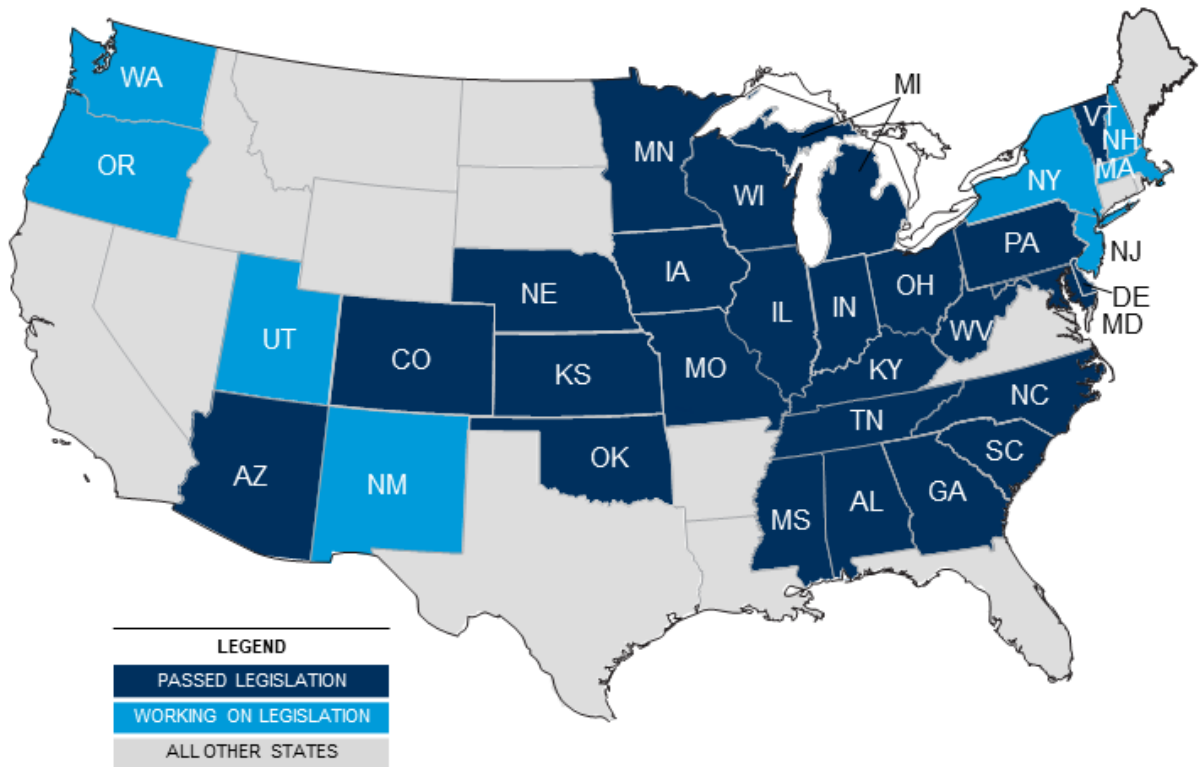 MI
WA
VT
MN
NH
OR
MA
NY
WI
PA
NJ
IA
OH
NE
DE
IL
IN
MD
WV
UT
CO
MO
KY
KS
NC
TN
SC
OK
AZ
NM
GA
AL
MS
LEGEND
PASSED LEGISLATION
WORKING ON LEGISLATION
ALL OTHER STATES